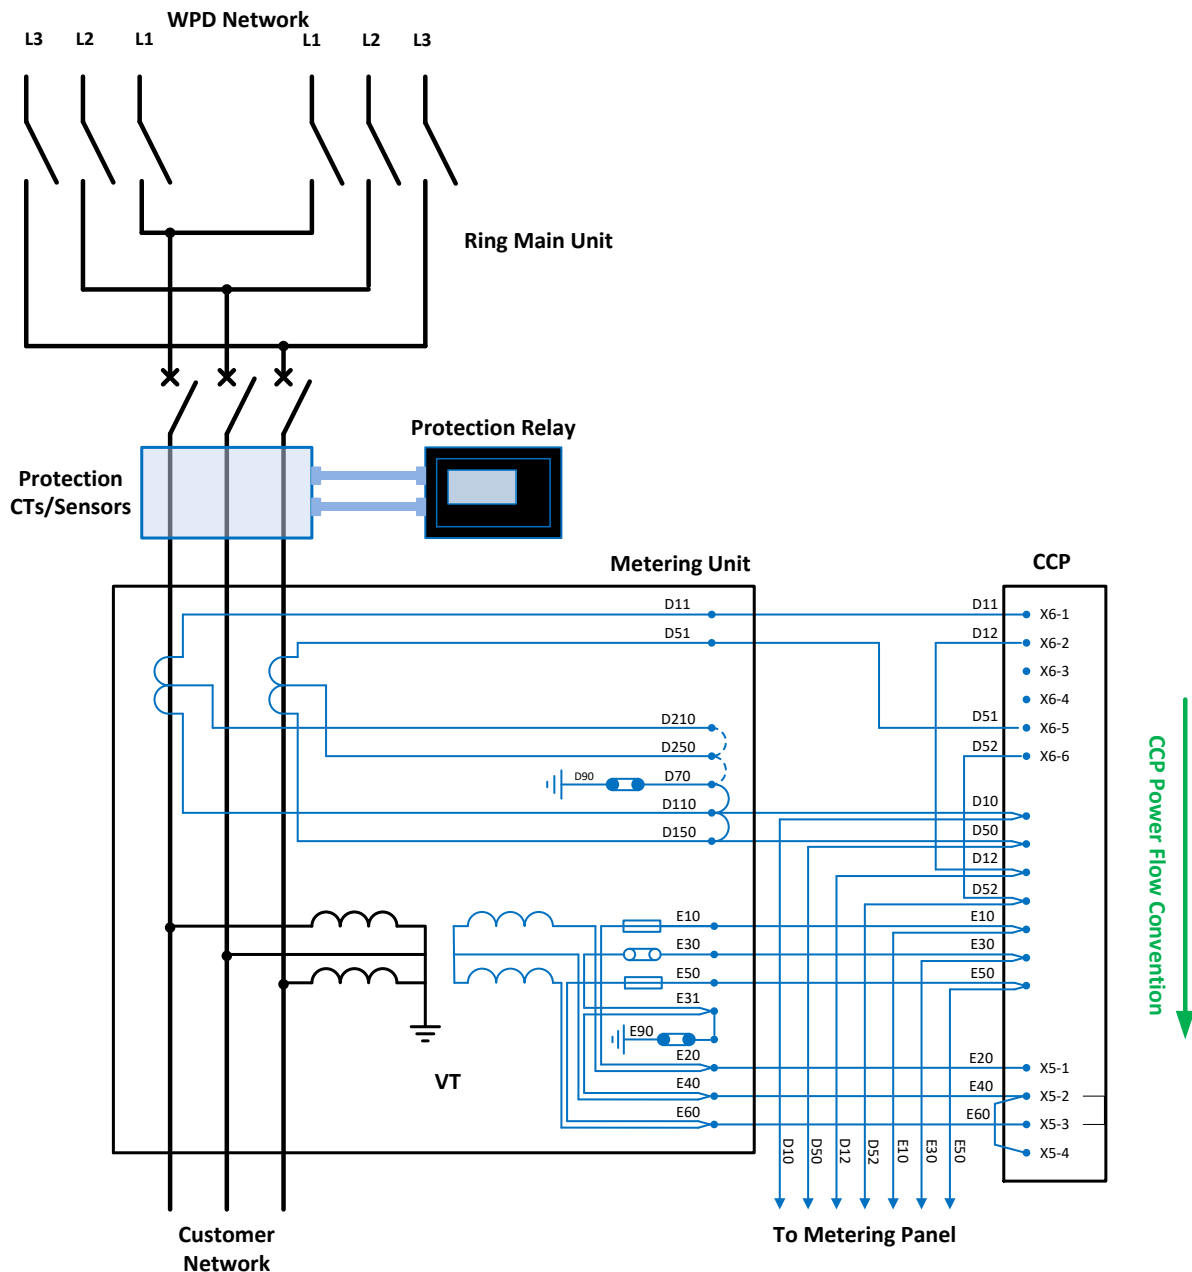 WPD Network
L3 L2 L1 L1 L2 L3
Ring Main Unit
Protection Relay
Protection
CTs/Sensors
Metering Unit
CCP
D11 D11 X6-1
D51 D12 X6-2
X6-3
X6-4
D210 D51 X6-5
D250 D52 X6-6
D90 D70
D110 D10
D150 D50
D12
D52
E10 E10
E30 E30
E50 E50
E31
E90
E20 E20 X5-1
E40 E40 X5-2
E60 E60 X5-3
X5-4
VT
D10
D50
D12
D52
E10
E30
E50
CCP Power Flow Convention
To Metering Panel
Customer
Network